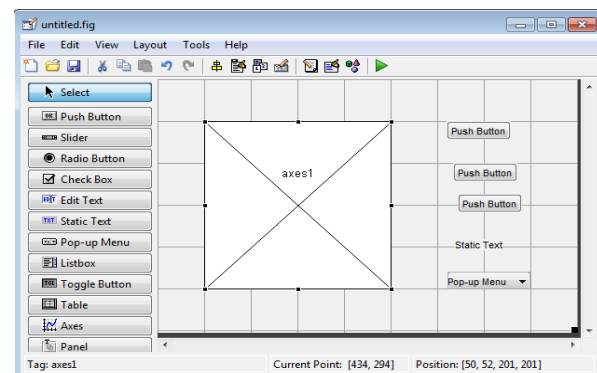 untitled.fig
File Edit View Layout Tools Help
Select
Push Button
Slider
Radio Button
Check Box
Edit Text
Static Text
Pop-up Menu
Listbox
Toggle Button
Table
Axes
Panel
axes1
Push Button
Push Button
Push Button
Static Text
Pop-up Menu
Tag: axes1 Current Point: [434, 294] Position: [50, 52, 201, 201]